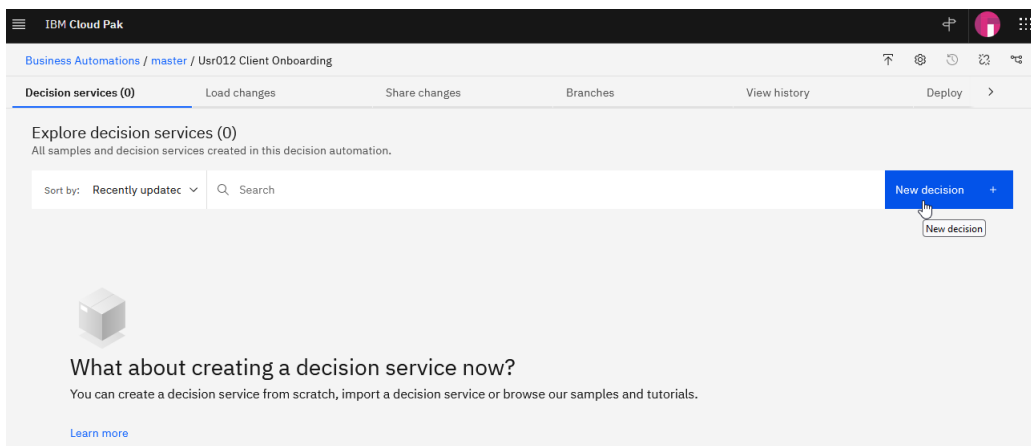 IBM Cloud Pak
Business Automations / master / Usr012 Client Onboarding
Decision services (0) Load changes Share changes Branches View history Deploy
Explore decision services (0)
All samples and decision services created in this decision automation.
Sort by: Recently updated Search New decision +
New decision
What about creating a decision service now?
You can create a decision service from scratch, import a decision service or browse our samples and tutorials.
Learn more